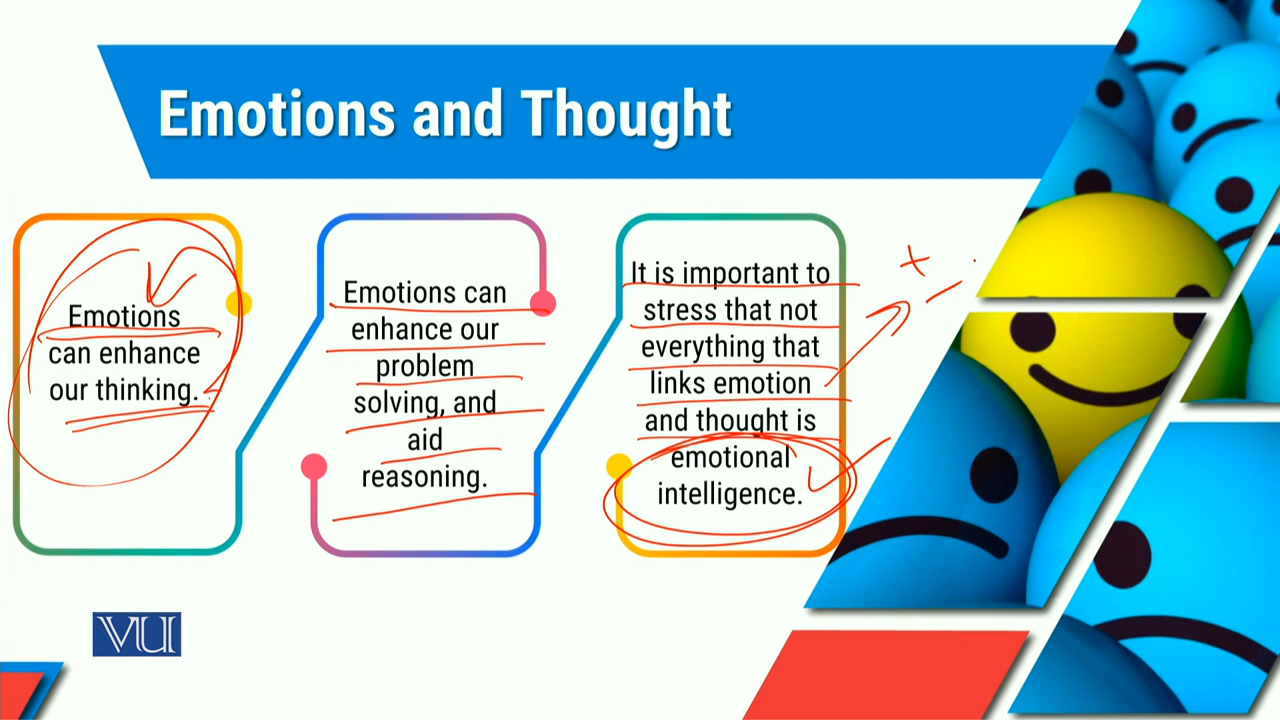 Emotions and Thought
Emotions
can enhance
our thinking.
Emotions can
enhance our
problem
solving, and
aid
reasoning.
It is important to
stress that not
everything that
links emotion
and thought is
emotional
intelligence.
+
-
VU